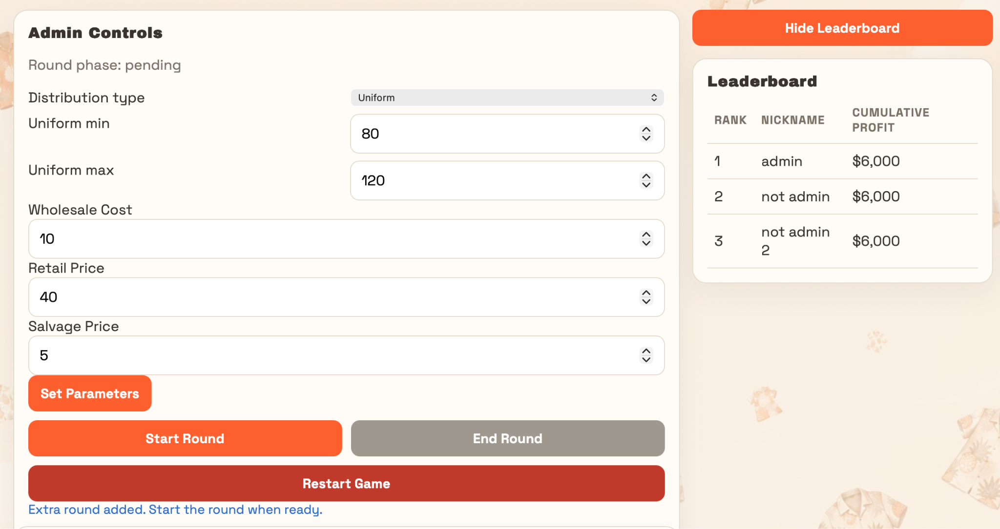 Admin Controls
Round phase: pending
Distribution type
Uniform
Uniform min
80
Uniform max
120
Wholesale Cost
10
Retail Price
40
Salvage Price
5
Set Parameters
Start Round
End Round
Restart Game
Extra round added. Start the round when ready.
Hide Leaderboard
Leaderboard
RANK NICKNAME CUMULATIVE PROFIT
1 admin $6,000
2 not admin $6,000
3 not admin 2 $6,000